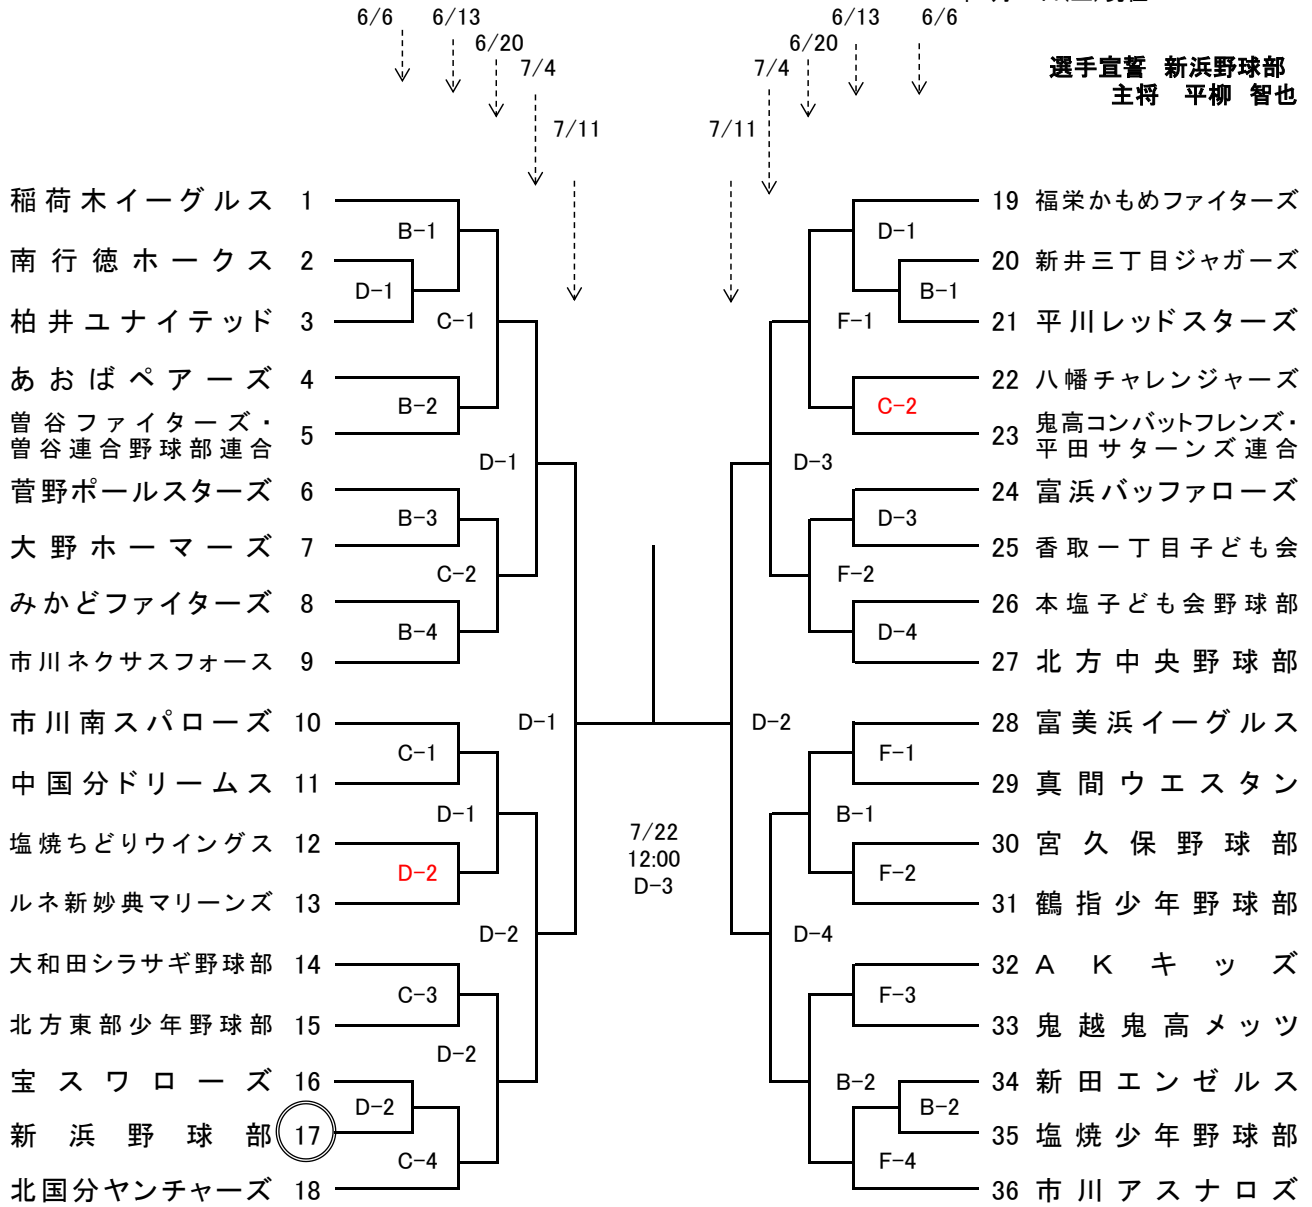 6/6
6/13
6/20
7/4
7/11
6/13
6/6
6/20
7/4
7/11
選手宣誓 新浜野球部
主将 平柳 智也
稲荷木イーグルス 1
南行徳ホークス 2
柏井ユナイテッド 3
あおばペアーズ 4
曽谷ファイターズ・
曽谷連合野球部連合 5
菅野ポールスターズ 6
大野ホーマーズ 7
みかどファイターズ 8
市川ネクサスフォース 9
市川南スパローズ 10
中国分ドリームス 11
塩焼ちどりウイングス 12
ルネ新妙典マリーンズ 13
大和田シラサギ野球部 14
北方東部少年野球部 15
宝スワローズ 16
新浜野球部 17
北国分ヤンチャーズ 18
B-1
D-1
C-1
B-2
D-1
B-3
C-2
B-4
D-1
C-1
D-1
D-2
D-2
C-3
D-2
D-2
C-4
7/22
12:00
D-3
D-1
B-1
F-1
C-2
D-3
D-3
F-2
D-4
D-2
F-1
B-1
F-2
D-4
F-3
B-2
B-2
F-4
19 福栄かもめファイターズ
20 新井三丁目ジャガーズ
21 平川レッドスターズ
22 八幡チャレンジャーズ
23 鬼高コンバットフレンズ・
平田サターンズ連合
24 富浜バッファローズ
25 香取一丁目子ども会
26 本塩子ども会野球部
27 北方中央野球部
28 富美浜イーグルス
29 真間ウエスタン
30 宮久保野球部
31 鶴指少年野球部
32 AKキッズ
33 鬼越鬼高メッツ
34 新田エンゼルス
35 塩焼少年野球部
36 市川アスナロズ